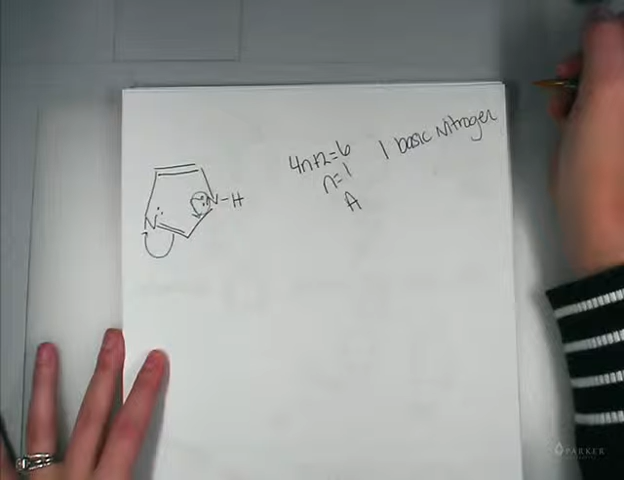 4n+2=6
n=1
A
1 basic Nitrogen
N
N-H
PARKER